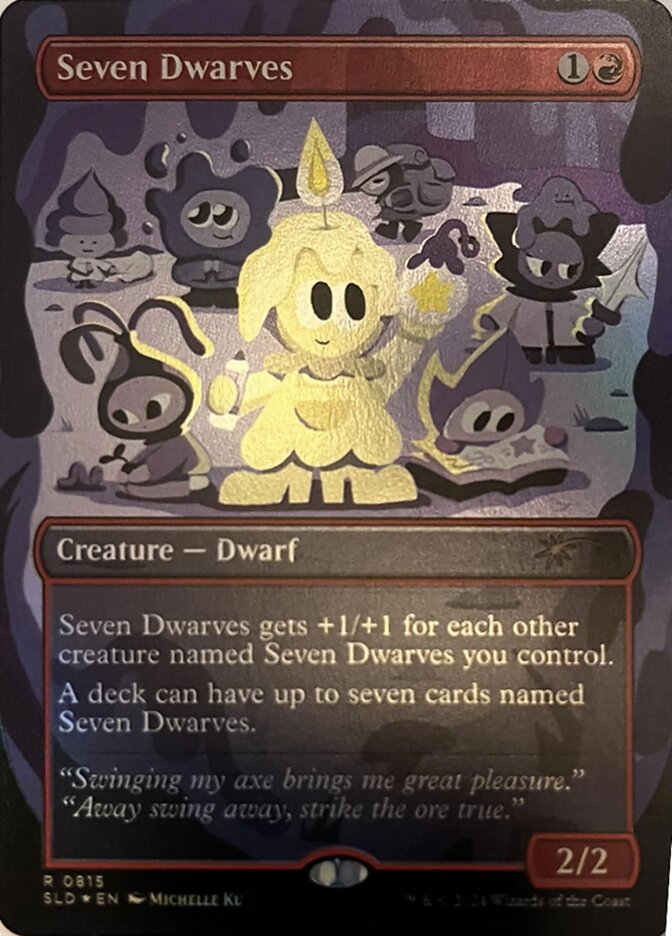 Seven Dwarves 1
Creature — Dwarf
Seven Dwarves gets +1/+1 for each other
creature named Seven Dwarves you control.
A deck can have up to seven cards named
Seven Dwarves.
“Swinging my axe brings me great pleasure.”
“Away swing away, strike the ore true.”
2/2
R 0815
SLD ★ EN Michelle Ku
™ & © 2024 Wizards of the Coast